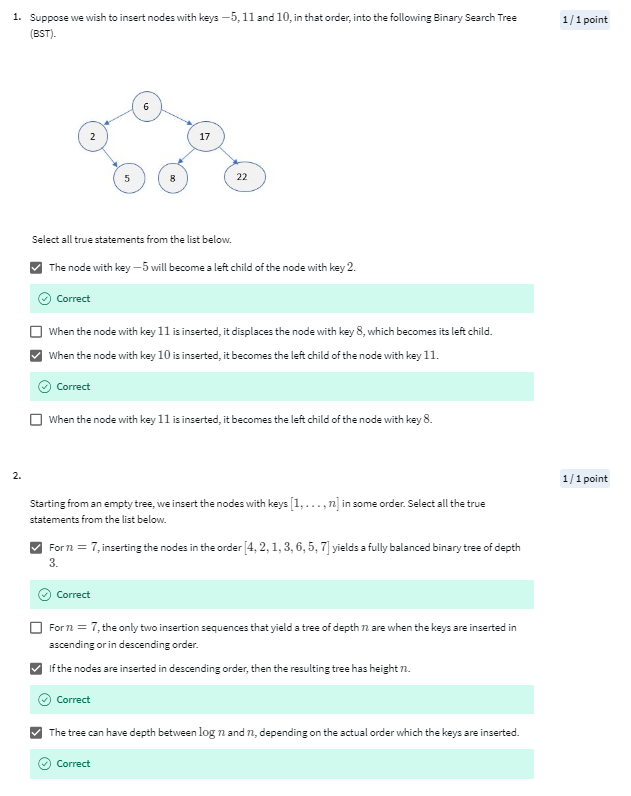 1. Suppose we wish to insert nodes with keys −5, 11 and 10, in that order, into the following Binary Search Tree
(BST).
1 / 1 point
6
2
17
5
8
22
Select all true statements from the list below.
The node with key −5 will become a left child of the node with key 2.
Correct
When the node with key 11 is inserted, it displaces the node with key 8, which becomes its left child.
When the node with key 10 is inserted, it becomes the left child of the node with key 11.
Correct
When the node with key 11 is inserted, it becomes the left child of the node with key 8.
2.
1 / 1 point
Starting from an empty tree, we insert the nodes with keys [1, . . . , n] in some order. Select all the true
statements from the list below.
For n = 7, inserting the nodes in the order [4, 2, 1, 3, 6, 5, 7] yields a fully balanced binary tree of depth
3.
Correct
For n = 7, the only two insertion sequences that yield a tree of depth n are when the keys are inserted in
ascending or in descending order.
If the nodes are inserted in descending order, then the resulting tree has height n.
Correct
The tree can have depth between log n and n, depending on the actual order which the keys are inserted.
Correct